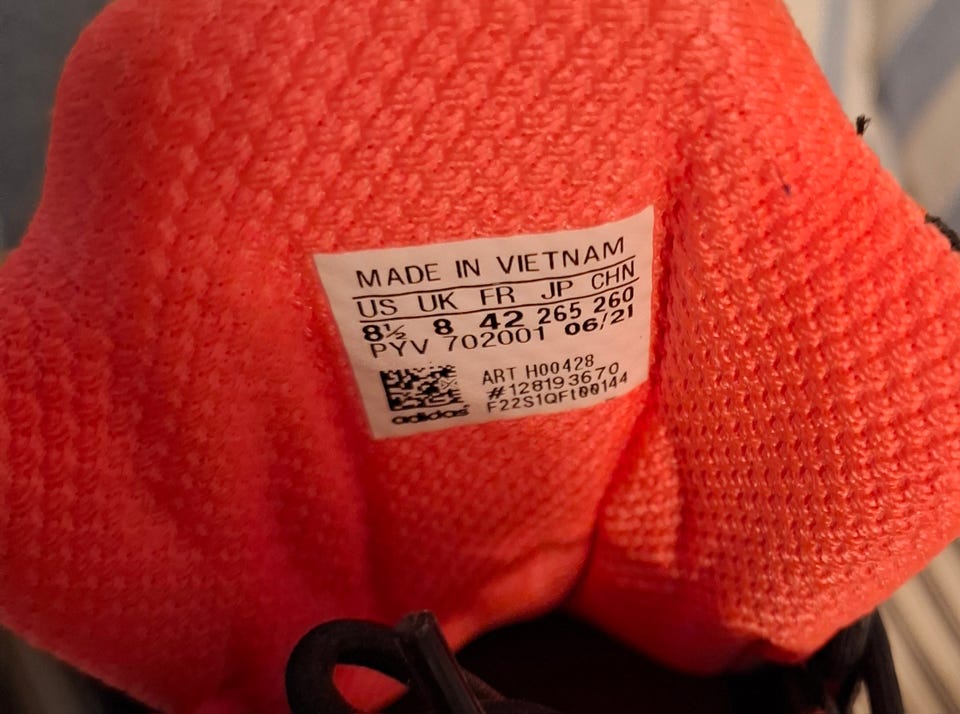 MADE IN VIETNAM
US UK FR JP CHN
8½ 8 42 265 260
PYV 702001 06/21
ART H00428
#128193670
F22S1QFt00144
adidas